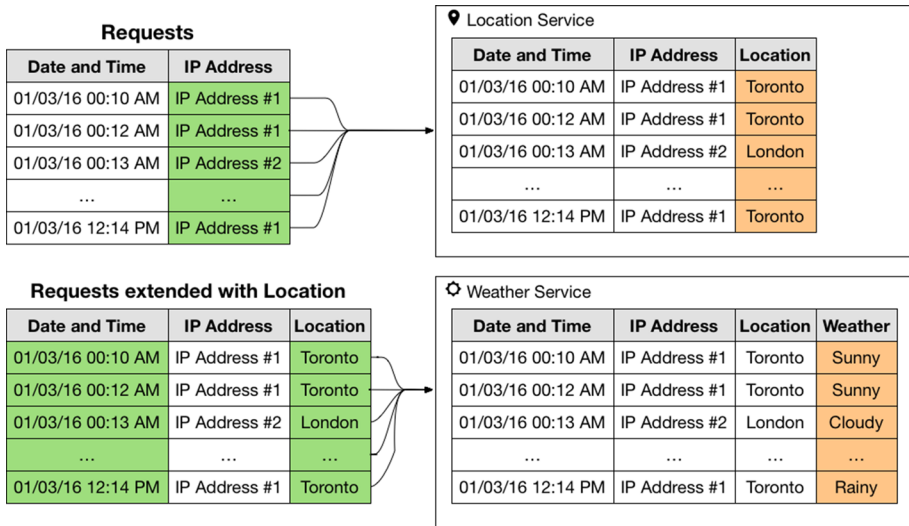 Requests
Date and Time IP Address
01/03/16 00:10 AM IP Address #1
01/03/16 00:12 AM IP Address #1
01/03/16 00:13 AM IP Address #2
... ...
01/03/16 12:14 PM IP Address #1
Location Service
Date and Time IP Address Location
01/03/16 00:10 AM IP Address #1 Toronto
01/03/16 00:12 AM IP Address #1 Toronto
01/03/16 00:13 AM IP Address #2 London
... ... ...
01/03/16 12:14 PM IP Address #1 Toronto
Requests extended with Location
Date and Time IP Address Location
01/03/16 00:10 AM IP Address #1 Toronto
01/03/16 00:12 AM IP Address #1 Toronto
01/03/16 00:13 AM IP Address #2 London
... ... ...
01/03/16 12:14 PM IP Address #1 Toronto
Weather Service
Date and Time IP Address Location Weather
01/03/16 00:10 AM IP Address #1 Toronto Sunny
01/03/16 00:12 AM IP Address #1 Toronto Sunny
01/03/16 00:13 AM IP Address #2 London Cloudy
... ... ... ...
01/03/16 12:14 PM IP Address #1 Toronto Rainy